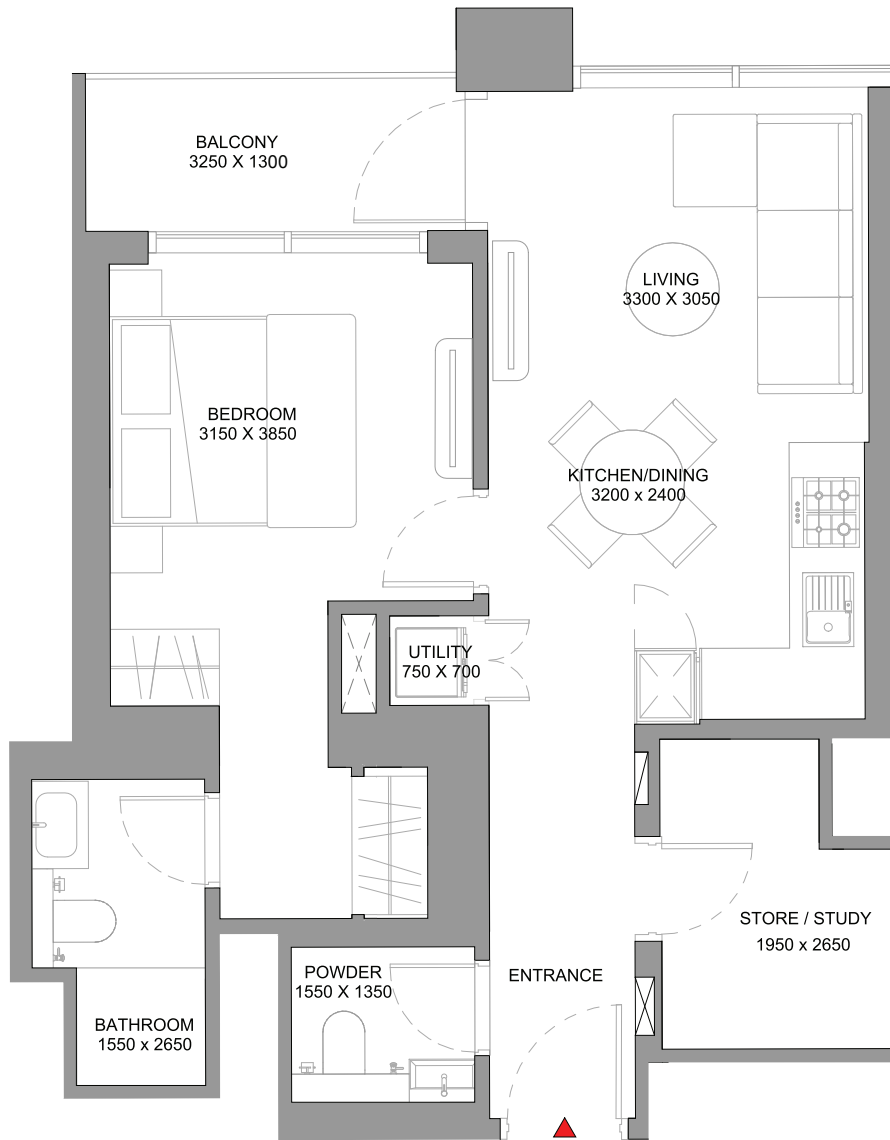 BALCONY
3250 X 1300
LIVING
3300 X 3050
BEDROOM
3150 X 3850
KITCHEN/DINING
3200 x 2400
UTILITY
750 X 700
STORE / STUDY
1950 x 2650
POWDER
1550 X 1350
ENTRANCE
BATHROOM
1550 x 2650